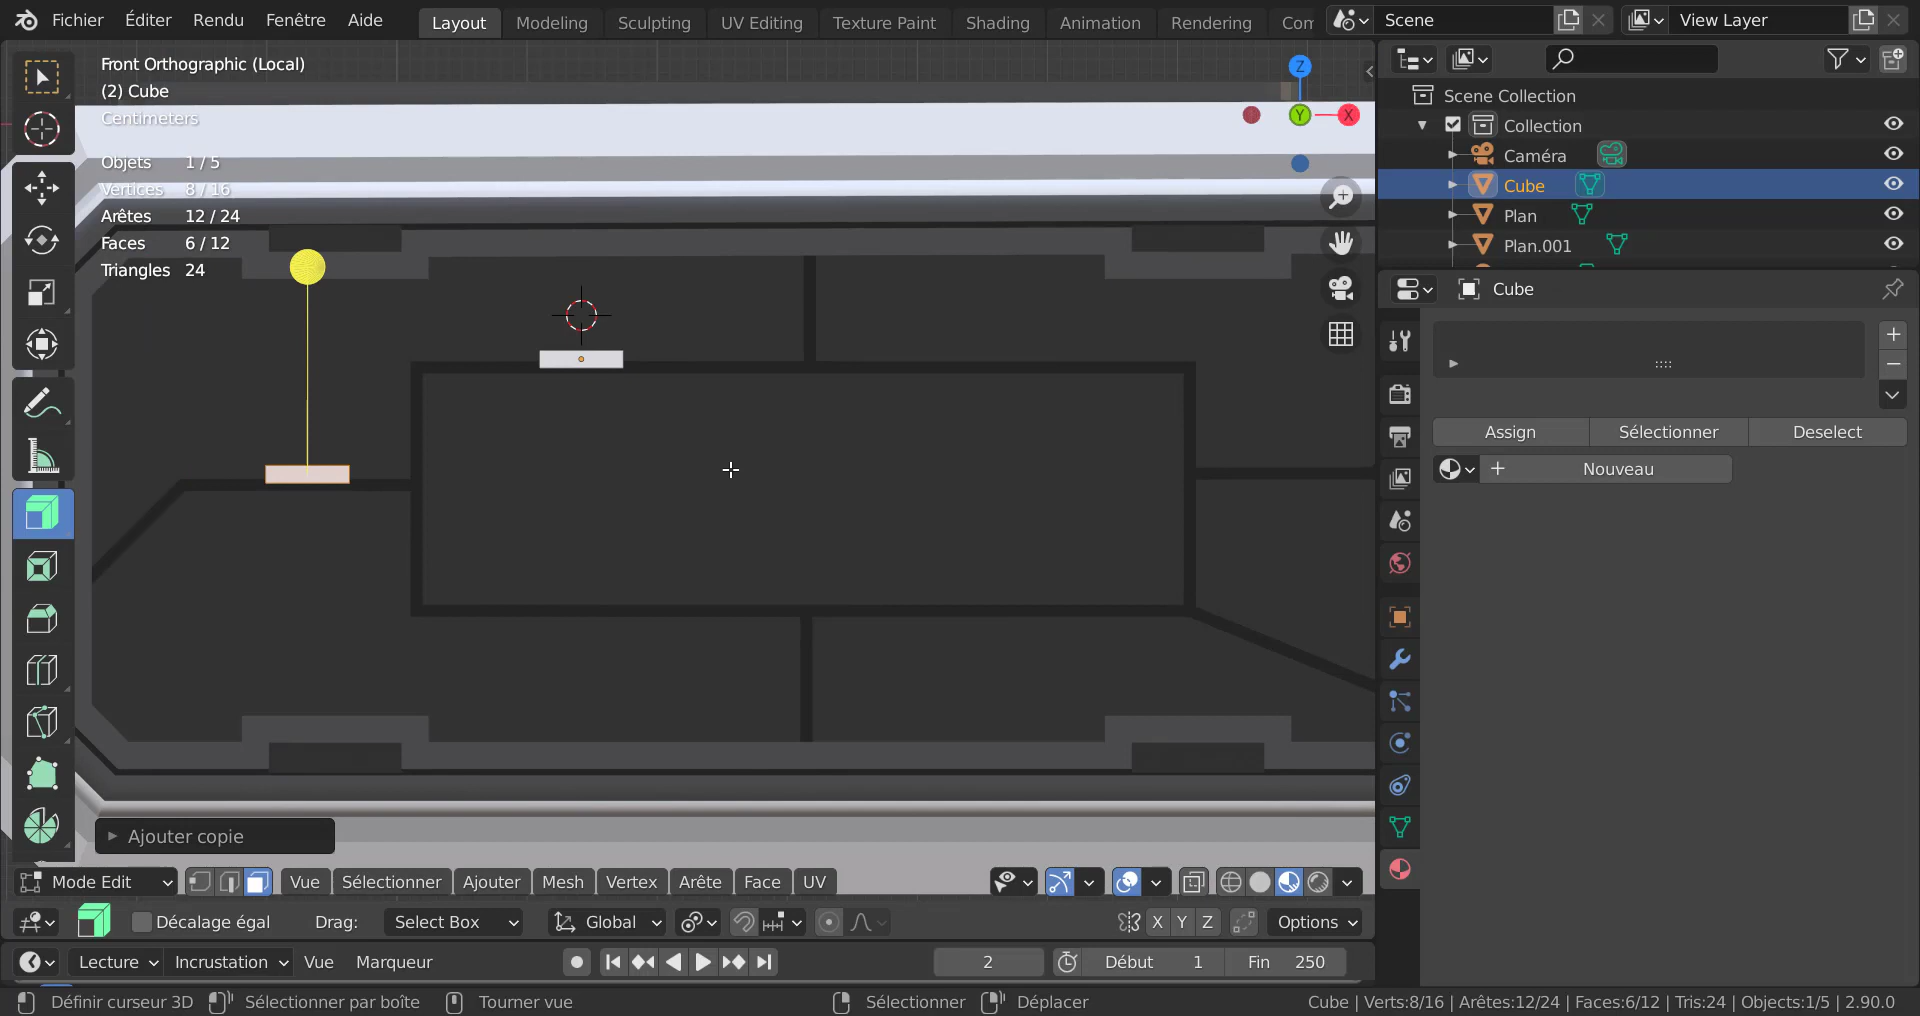 Fichier Éditer Rendu Fenêtre Aide Layout Modeling Sculpting UV Editing Texture Paint Shading Animation Rendering Com Scene View Layer
Front Orthographic (Local)
(2) Cube
Centimeters
Objets 1 / 5
Vertices 8 / 16
Arêtes 12 / 24
Faces 6 / 12
Triangles 24
Z
Y
X
Scene Collection
Collection
Caméra
Cube
Plan
Plan.001
Cube
Assign Sélectionner Deselect
Nouveau
Ajouter copie
Mode Edit Vue Sélectionner Ajouter Mesh Vertex Arête Face UV
Décalage égal Drag: Select Box Global X Y Z Options
Lecture Incrustation Vue Marqueur 2 Début 1 Fin 250
Définir curseur 3D Sélectionner par boîte Tourner vue Sélectionner Déplacer Cube | Verts:8/16 | Arêtes:12/24 | Faces:6/12 | Tris:24 | Objects:1/5 | 2.90.0